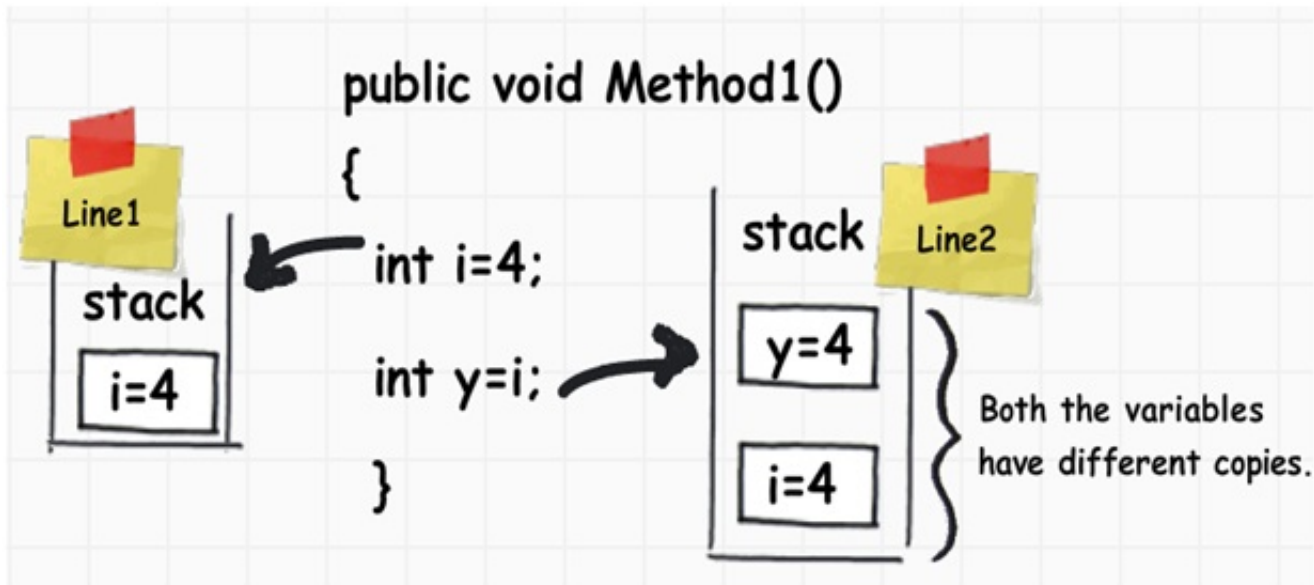 public void Method1()
{
Line1
stack
i=4
int i=4;
int y=i;
}
Line2
stack
y=4
i=4
Both the variables
have different copies.